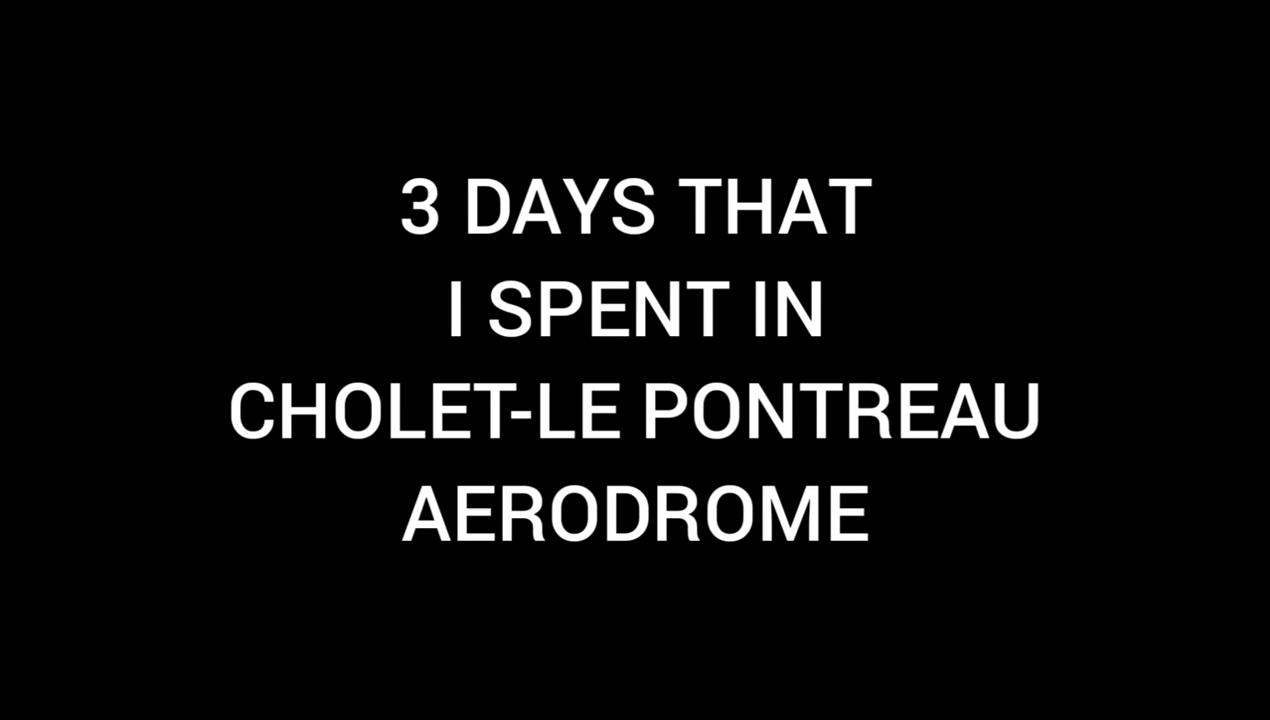 3 DAYS THAT
I SPENT IN
CHOLET-LE PONTREAU
AERODROME